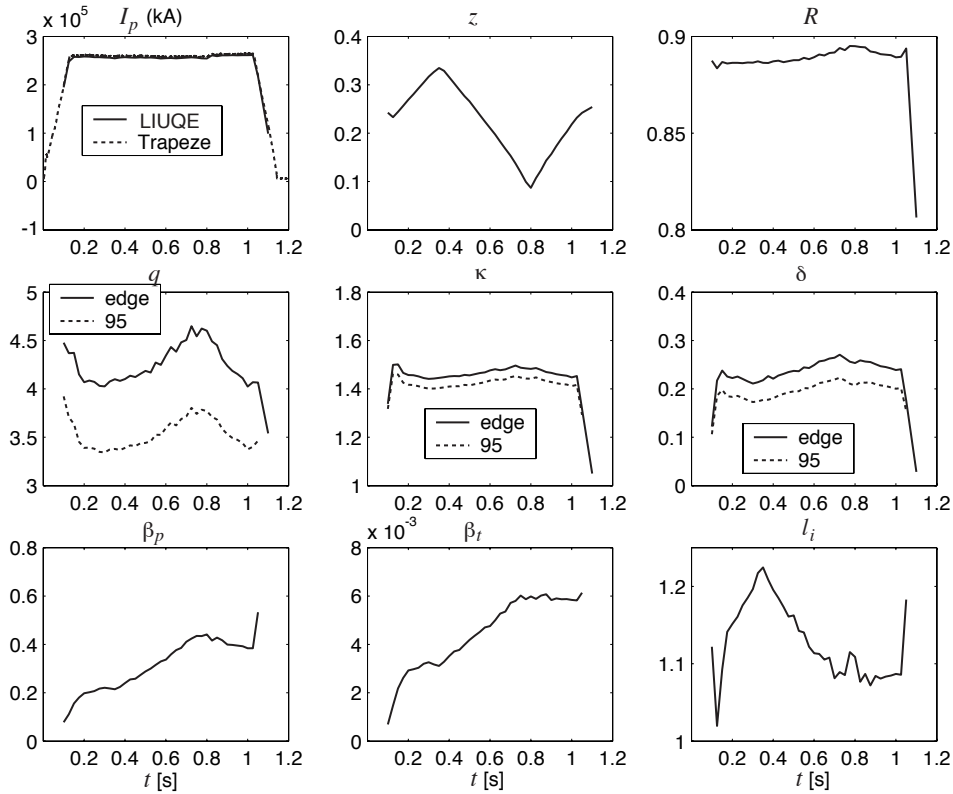 x 10⁵ I_p (kA)
3
2
1
0
-1
LIUQE
Trapeze
0.2 0.4 0.6 0.8 1 1.2
z
0.4
0.3
0.2
0.1
0
0.2 0.4 0.6 0.8 1 1.2
R
0.9
0.85
0.8
0.2 0.4 0.6 0.8 1 1.2
q
5
4.5
4
3.5
3
edge
95
0.2 0.4 0.6 0.8 1 1.2
κ
1.8
1.6
1.4
1.2
1
edge
95
0.2 0.4 0.6 0.8 1 1.2
δ
0.4
0.3
0.2
0.1
0
edge
95
0.2 0.4 0.6 0.8 1 1.2
β_p
0.8
0.6
0.4
0.2
0
0.2 0.4 0.6 0.8 1 1.2
t [s]
x 10⁻³ β_t
8
6
4
2
0
0.2 0.4 0.6 0.8 1 1.2
t [s]
l_i
1.2
1.1
1
0.2 0.4 0.6 0.8 1 1.2
t [s]